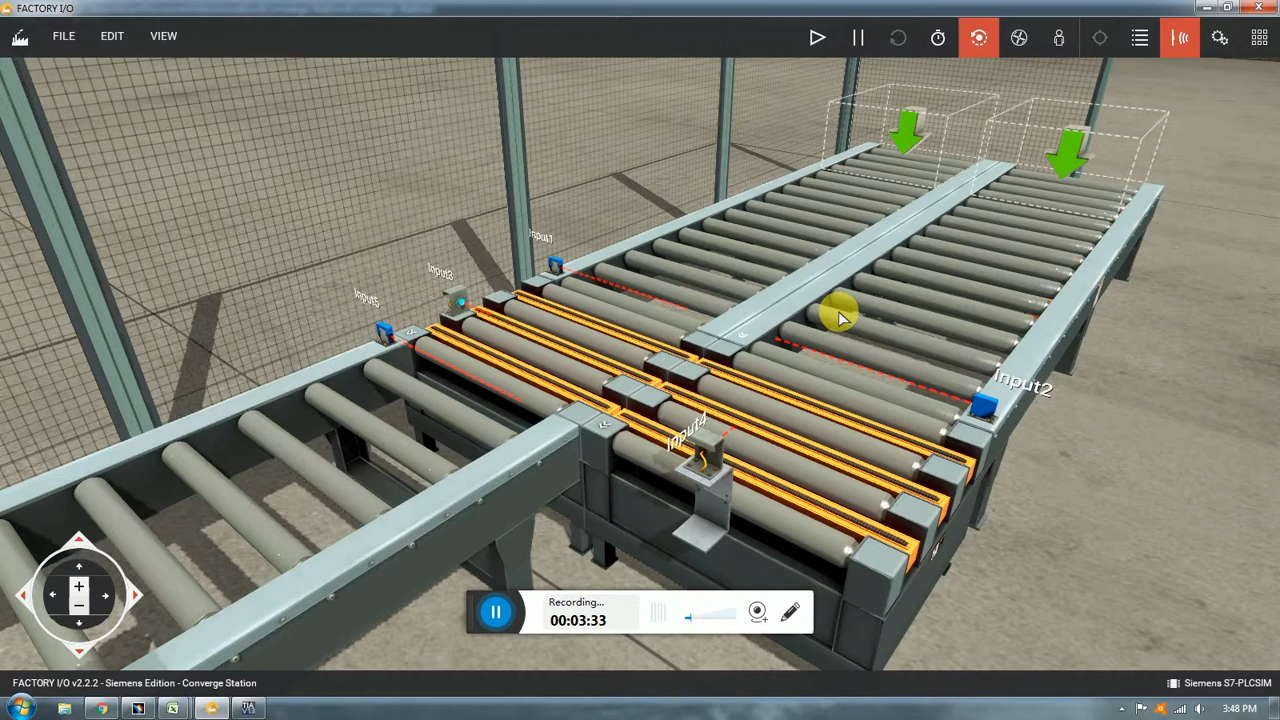 FACTORY I/O
FILE EDIT VIEW
Input1
Input3
Input5
Input2
Input4
Recording...
00:03:33
FACTORY I/O v2.2.2 - Siemens Edition - Converge Station
Siemens S7-PLCSIM
3:48 PM